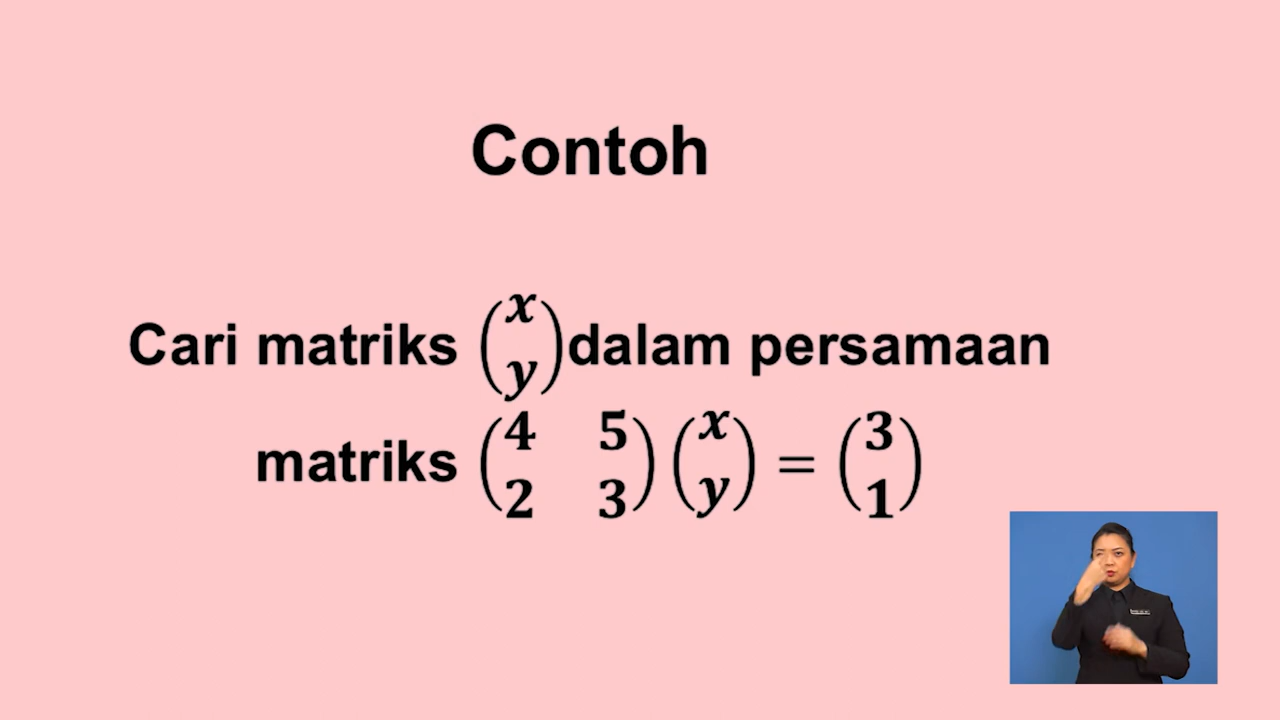 Contoh
Cari matriks (x y) dalam persamaan
matriks (4 5 2 3) (x y) = (3 1)